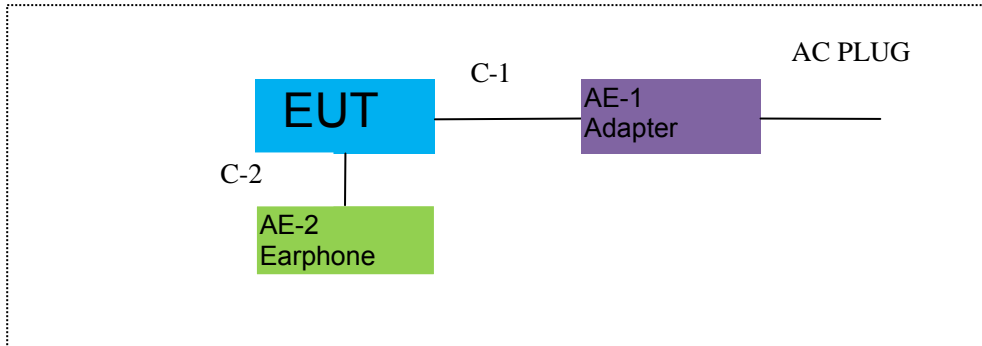 AC PLUG
C-1
EUT
AE-1
Adapter
C-2
AE-2
Earphone